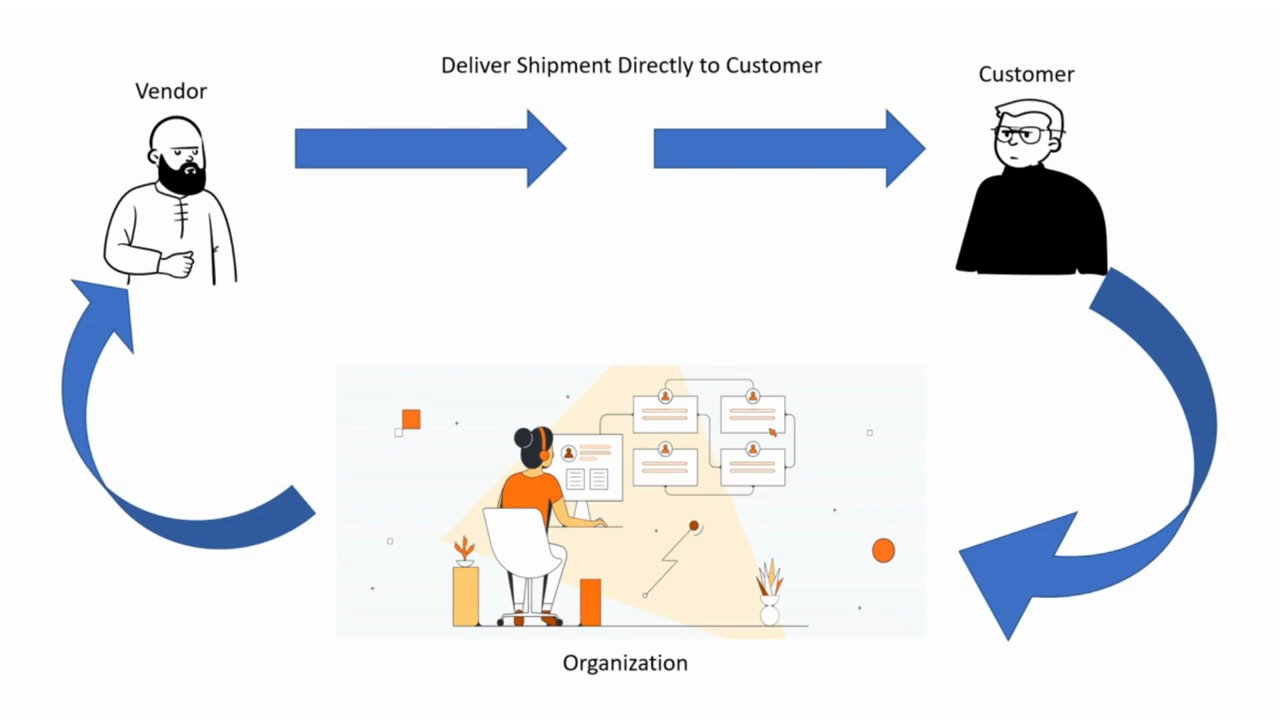 Deliver Shipment Directly to Customer
Vendor
Customer
Organization